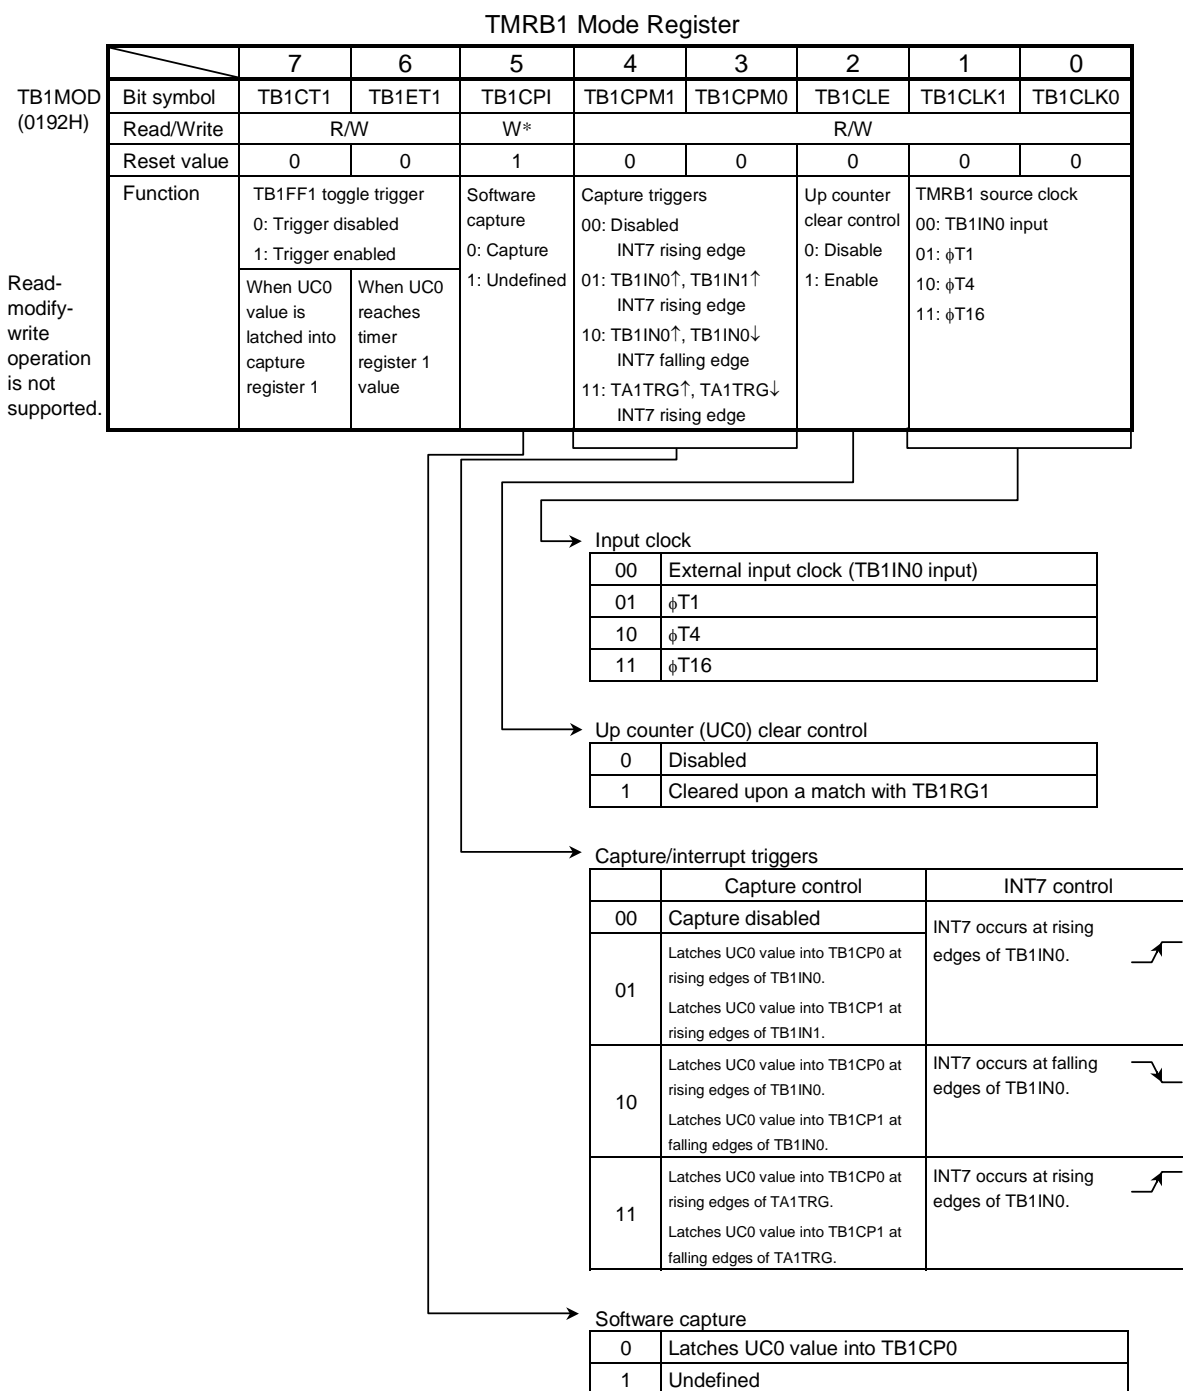 TMRB1 Mode Register
7 6 5 4 3 2 1 0
TB1MOD (0192H)
Bit symbol TB1CT1 TB1ET1 TB1CPI TB1CPM1 TB1CPM0 TB1CLE TB1CLK1 TB1CLK0
Read/Write R/W W* R/W
Reset value 0 0 1 0 0 0 0 0
Function
TB1FF1 toggle trigger
0: Trigger disabled
1: Trigger enabled
When UC0
value is
latched into
capture
register 1
When UC0
reaches
timer
register 1
value
Software
capture
0: Capture
1: Undefined
Capture triggers
00: Disabled
INT7 rising edge
01: TB1IN0↑, TB1IN1↑
INT7 rising edge
10: TB1IN0↑, TB1IN0↓
INT7 falling edge
11: TA1TRG↑, TA1TRG↓
INT7 rising edge
Up counter
clear control
0: Disable
1: Enable
TMRB1 source clock
00: TB1IN0 input
01: ϕT1
10: ϕT4
11: ϕT16
Read-
modify-
write
operation
is not
supported.
Input clock
00 External input clock (TB1IN0 input)
01 ϕT1
10 ϕT4
11 ϕT16
Up counter (UC0) clear control
0 Disabled
1 Cleared upon a match with TB1RG1
Capture/interrupt triggers
Capture control INT7 control
00 Capture disabled
INT7 occurs at rising
edges of TB1IN0.
01
Latches UC0 value into TB1CP0 at
rising edges of TB1IN0.
Latches UC0 value into TB1CP1 at
rising edges of TB1IN1.
10
Latches UC0 value into TB1CP0 at
rising edges of TB1IN0.
Latches UC0 value into TB1CP1 at
falling edges of TB1IN0.
INT7 occurs at falling
edges of TB1IN0.
11
Latches UC0 value into TB1CP0 at
rising edges of TA1TRG.
Latches UC0 value into TB1CP1 at
falling edges of TA1TRG.
INT7 occurs at rising
edges of TB1IN0.
Software capture
0 Latches UC0 value into TB1CP0
1 Undefined